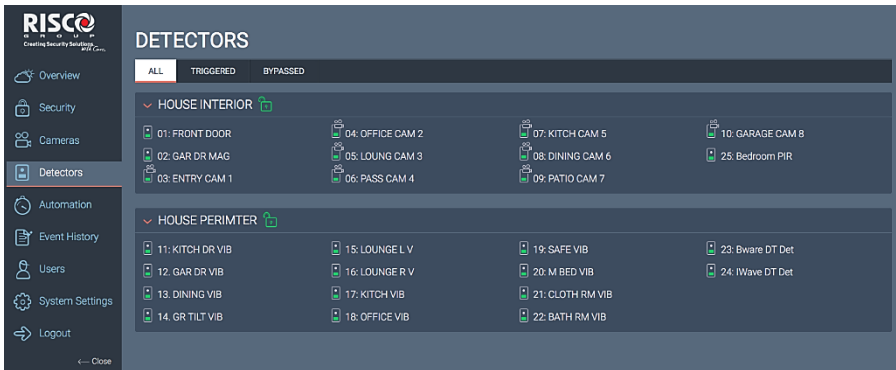 RISCO
GROUP
Creating Security Solutions
With Care.
Overview
Security
Cameras
Detectors
Automation
Event History
Users
System Settings
Logout
← Close
DETECTORS
ALL TRIGGERED BYPASSED
HOUSE INTERIOR
01: FRONT DOOR 04: OFFICE CAM 2 07: KITCH CAM 5 10: GARAGE CAM 8
02: GAR DR MAG 05: LOUNG CAM 3 08: DINING CAM 6 25: Bedroom PIR
03: ENTRY CAM 1 06: PASS CAM 4 09: PATIO CAM 7
HOUSE PERIMTER
11: KITCH DR VIB 15: LOUNGE L V 19: SAFE VIB 23: Bware DT Det
12. GAR DR VIB 16: LOUNGE R V 20: M BED VIB 24: IWave DT Det
13. DINING VIB 17: KITCH VIB 21: CLOTH RM VIB
14. GR TILT VIB 18: OFFICE VIB 22: BATH RM VIB